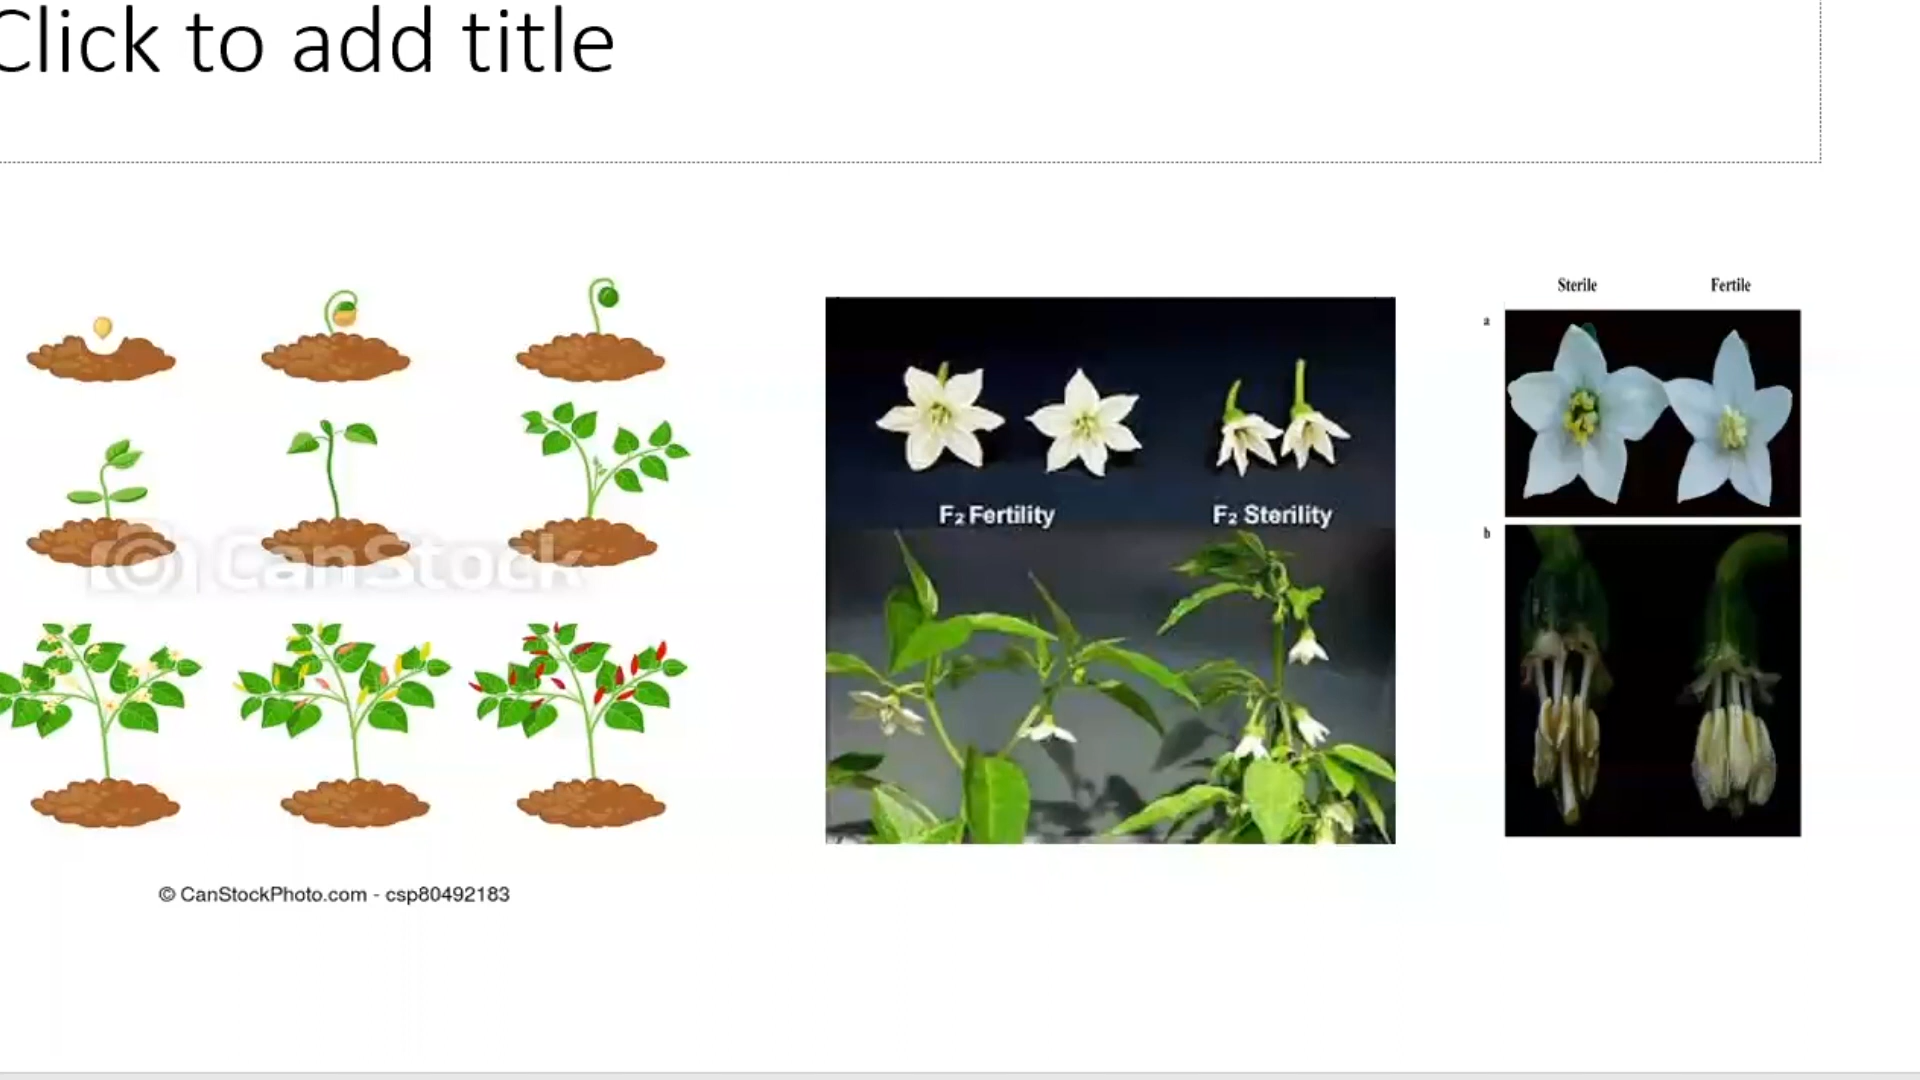 Click to add title
Sterile Fertile
a
F₂ Fertility F₂ Sterility
b
CanStock
© CanStockPhoto.com - csp80492183